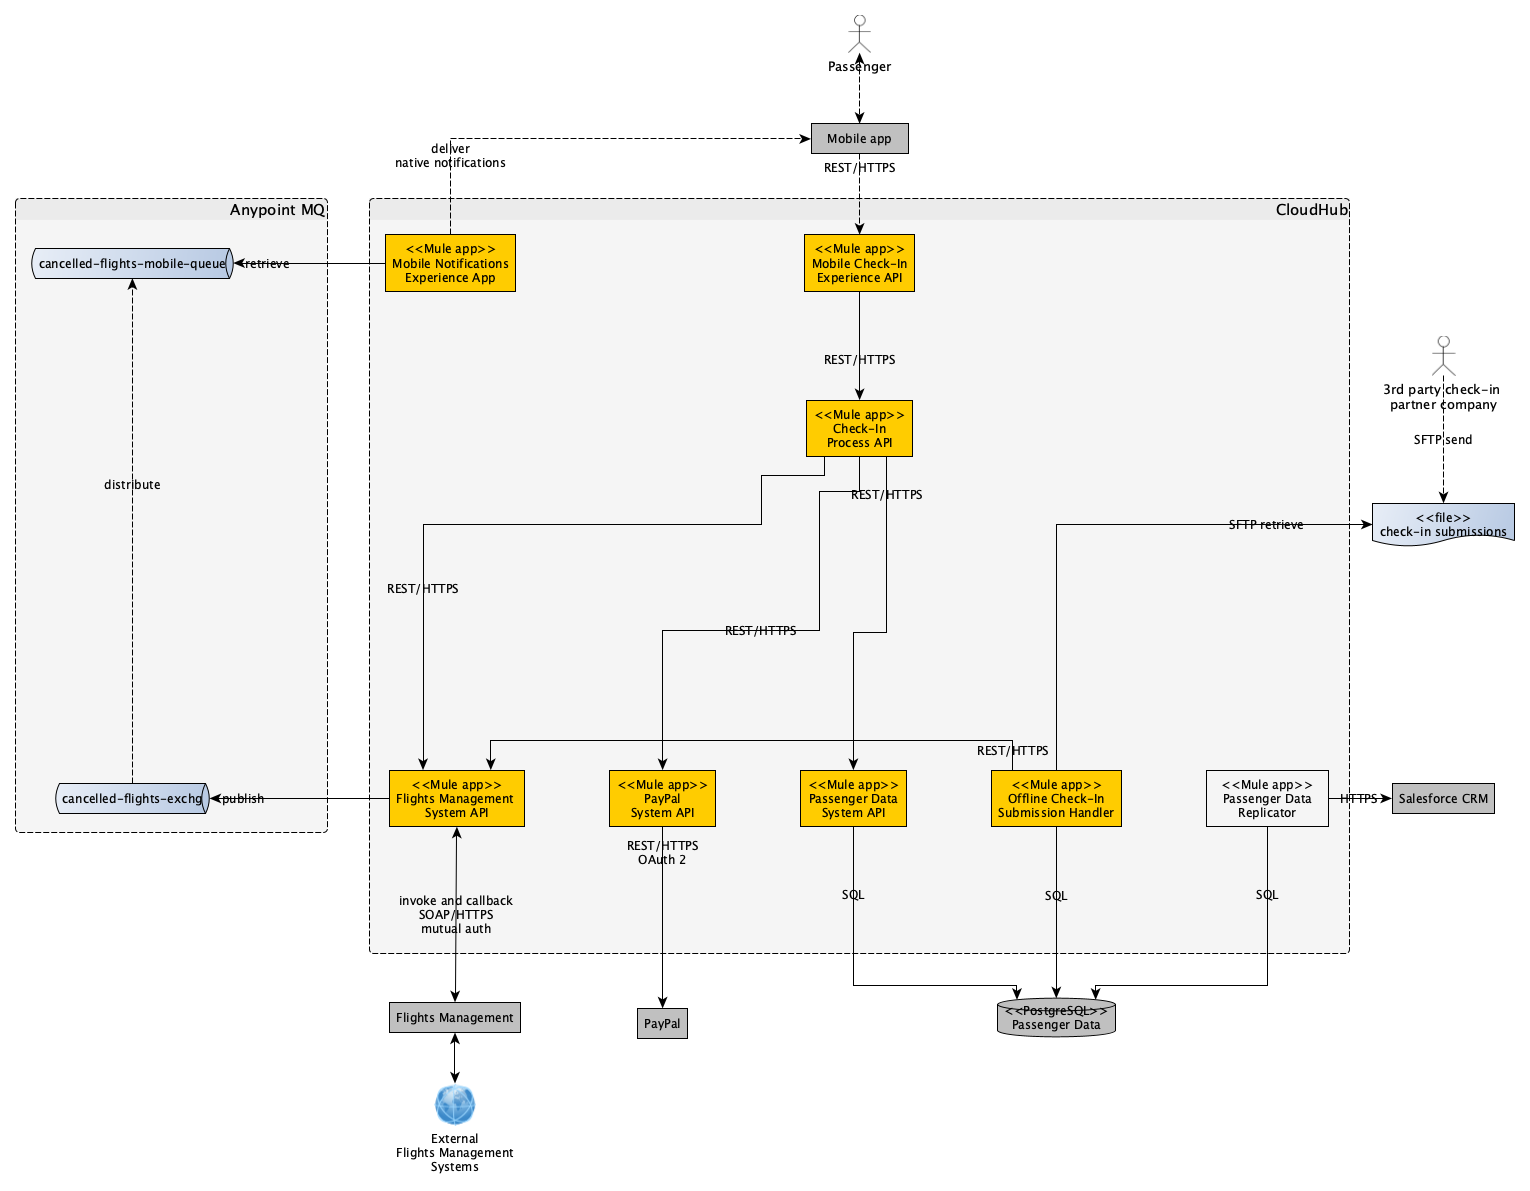 Passenger
Mobile app
deliver
native notifications
REST/HTTPS
Anypoint MQ
CloudHub
cancelled-flights-mobile-queue
retrieve
<<Mule app>>
Mobile Notifications
Experience App
<<Mule app>>
Mobile Check-In
Experience API
REST/HTTPS
3rd party check-in
partner company
<<Mule app>>
Check-In
Process API
SFTP send
distribute
REST/HTTPS
SFTP retrieve
<<file>>
check-in submissions
REST/HTTPS
REST/HTTPS
REST/HTTPS
cancelled-flights-exchg
publish
<<Mule app>>
Flights Management
System API
<<Mule app>>
PayPal
System API
<<Mule app>>
Passenger Data
System API
<<Mule app>>
Offline Check-In
Submission Handler
<<Mule app>>
Passenger Data
Replicator
HTTPS
Salesforce CRM
REST/HTTPS
OAuth 2
invoke and callback
SOAP/HTTPS
mutual auth
SQL
SQL
SQL
Flights Management
PayPal
<<PostgreSQL>>
Passenger Data
External
Flights Management
Systems